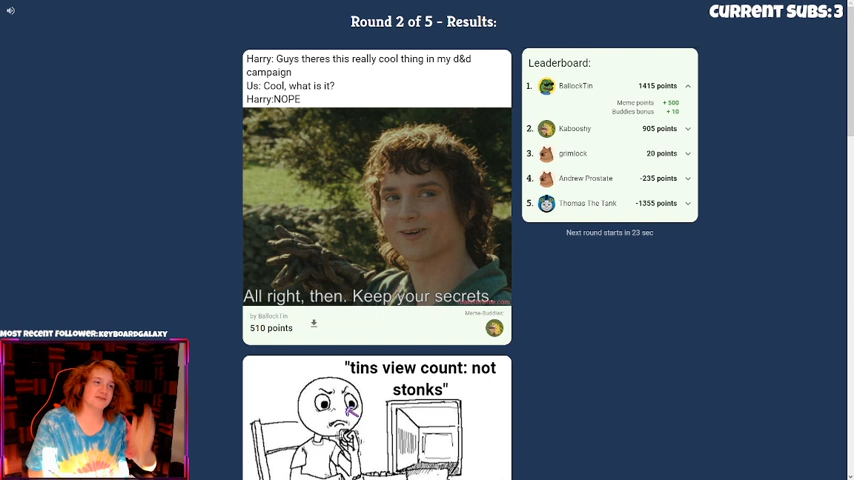 Round 2 of 5 - Results:
CURRENT SUBS: 3
Harry: Guys theres this really cool thing in my d&d
campaign
Us: Cool, what is it?
Harry:NOPE
All right, then. Keep your secrets.
by BallockTin
510 points
Meme-Buddies:
"tins view count: not
stonks"
Leaderboard:
1. BallockTin 1415 points
Meme points + 500
Buddies bonus + 10
2. Kabooshy 905 points
3. grimlock 20 points
4. Andrew Prostate -235 points
5. Thomas The Tank -1355 points
Next round starts in 23 sec
MOST RECENT FOLLOWER:KEYBOARDGALAXY